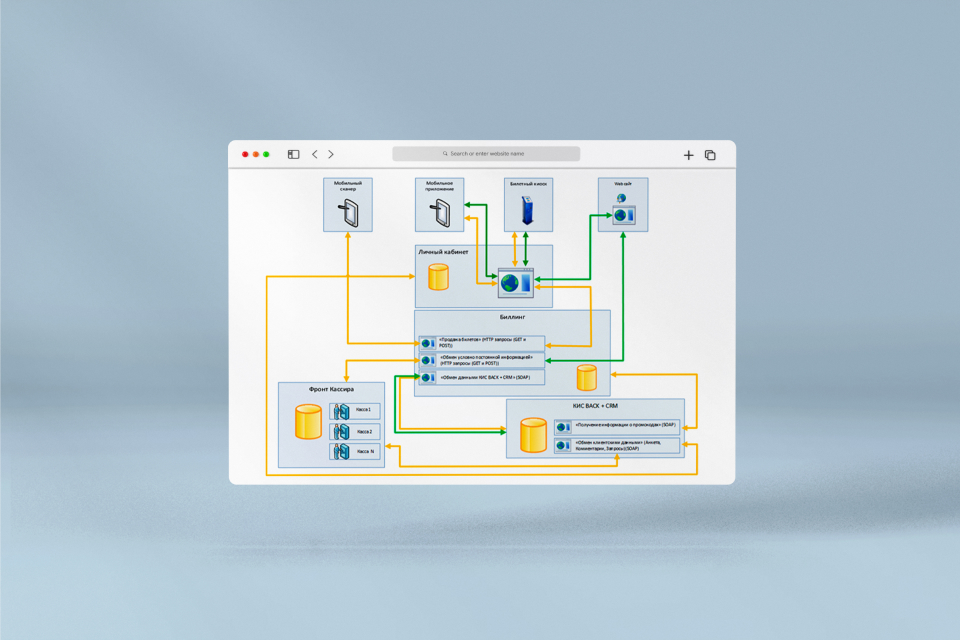 Search or enter website name
Мобильный
сканер
Мобильное
приложение
Билетный киоск
Web сайт
Личный кабинет
Биллинг
«Продажа билетов» (HTTP запросы (GET и
POST))
«Обмен условно постоянной информацией»
(HTTP запросы (GET и POST))
«Обмен данными КИС BACK + CRM» (SOAP)
Фронт Кассира
Касса 1
Касса 2
Касса N
КИС BACK + CRM
«Получение информации о промокодах» (SOAP)
«Обмен клиентскими данными» (Анкета,
Комментарии, Запросы)(SOAP)